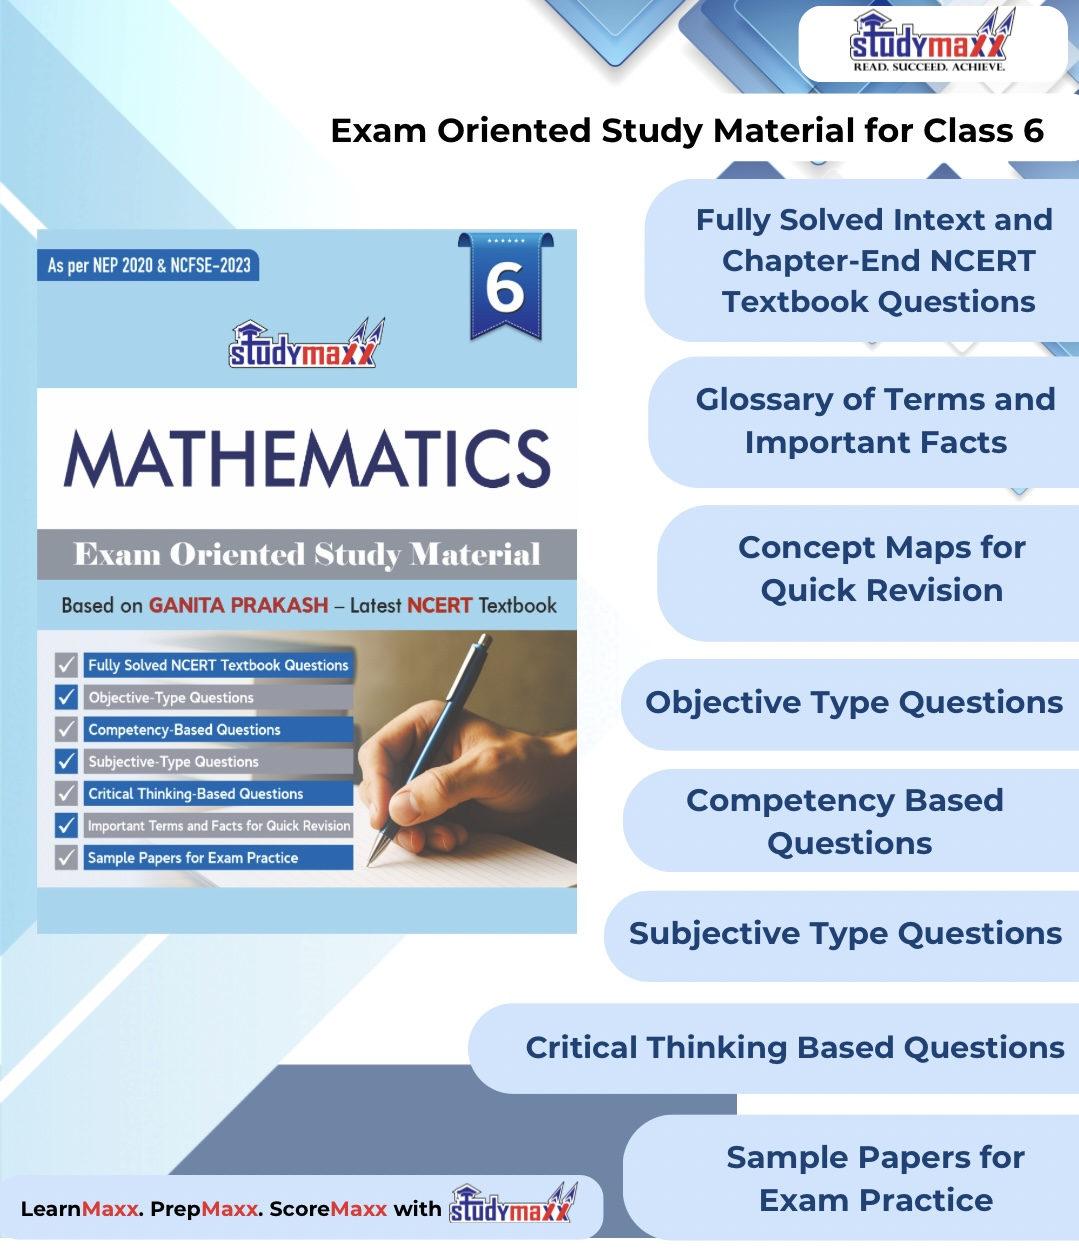 studymaxx
READ. SUCCEED. ACHIEVE.
Exam Oriented Study Material for Class 6
As per NEP 2020 & NCFSE-2023
6
studymaxx
MATHEMATICS
Exam Oriented Study Material
Based on GANITA PRAKASH – Latest NCERT Textbook
Fully Solved NCERT Textbook Questions
Objective-Type Questions
Competency-Based Questions
Subjective-Type Questions
Critical Thinking-Based Questions
Important Terms and Facts for Quick Revision
Sample Papers for Exam Practice
Fully Solved Intext and
Chapter-End NCERT
Textbook Questions
Glossary of Terms and
Important Facts
Concept Maps for
Quick Revision
Objective Type Questions
Competency Based
Questions
Subjective Type Questions
Critical Thinking Based Questions
Sample Papers for
Exam Practice
LearnMaxx. PrepMaxx. ScoreMaxx with studymaxx